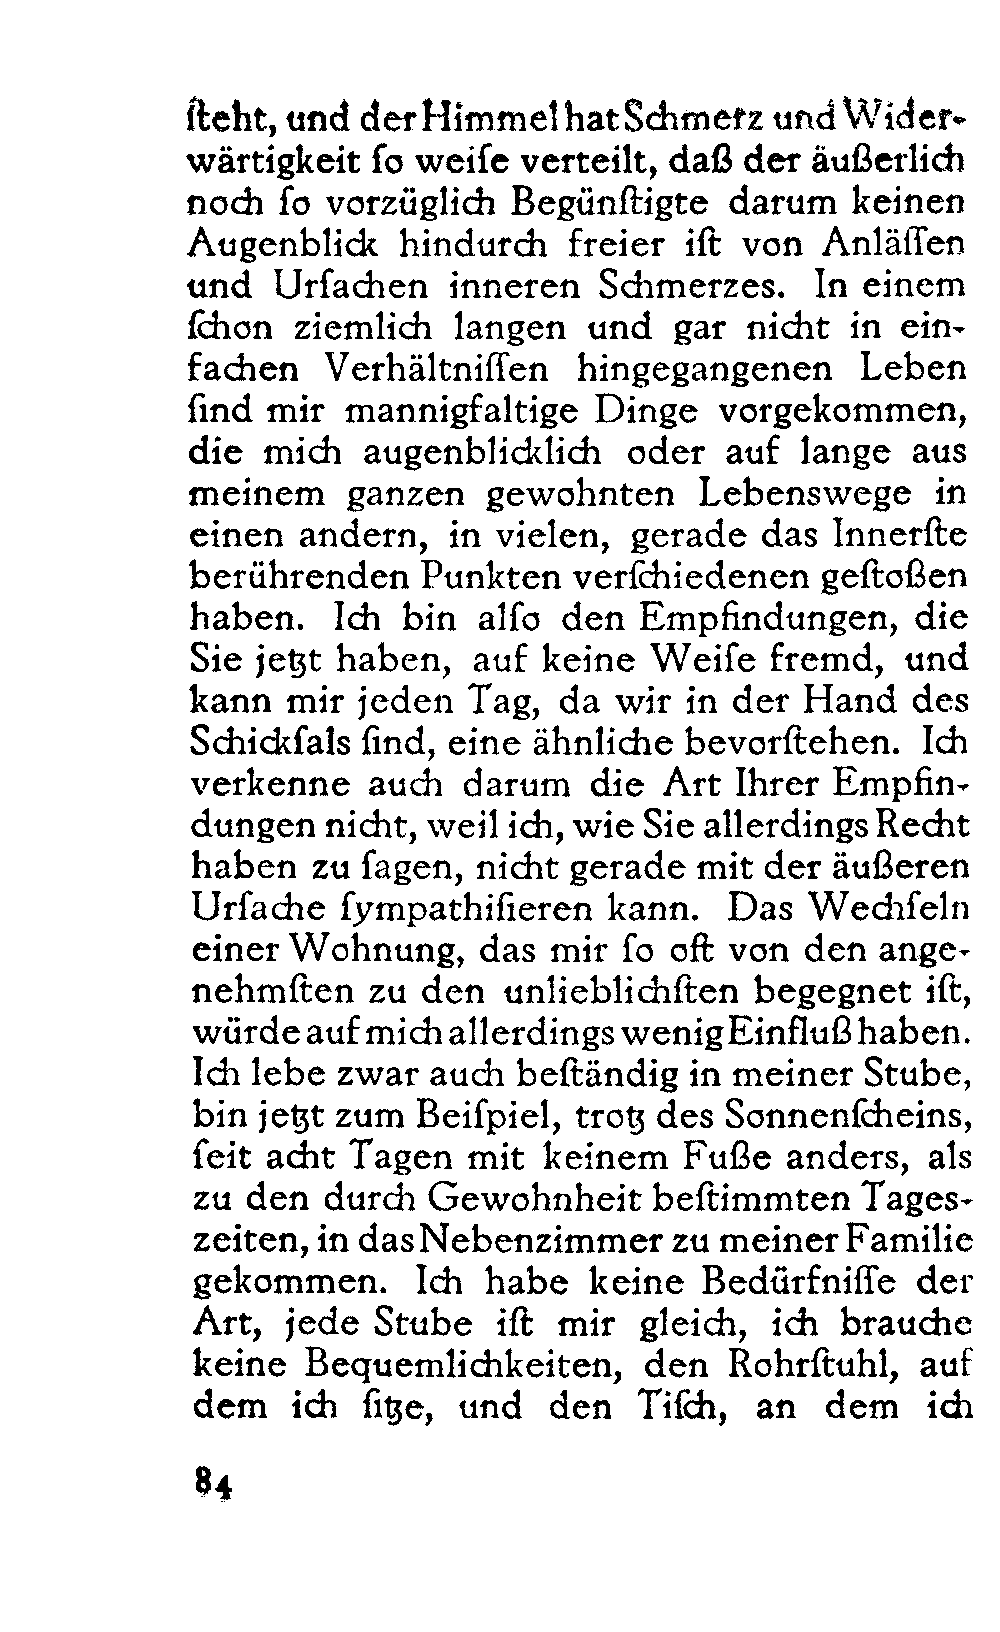 ſteht, und der Himmel hat Schmerz und Wider-
wärtigkeit ſo weiſe verteilt, daß der äußerlich
noch ſo vorzüglich Begünſtigte darum keinen
Augenblick hindurch freier iſt von Anläſſen
und Urſachen inneren Schmerzes. In einem
ſchon ziemlich langen und gar nicht in ein-
fachen Verhältniſſen hingegangenen Leben
ſind mir mannigfaltige Dinge vorgekommen,
die mich augenblicklich oder auf lange aus
meinem ganzen gewohnten Lebenswege in
einen andern, in vielen, gerade das Innerſte
berührenden Punkten verſchiedenen geſtoßen
haben. Ich bin alſo den Empfindungen, die
Sie jetzt haben, auf keine Weiſe fremd, und
kann mir jeden Tag, da wir in der Hand des
Schickſals ſind, eine ähnliche bevorſtehen. Ich
verkenne auch darum die Art Ihrer Empfin-
dungen nicht, weil ich, wie Sie allerdings Recht
haben zu ſagen, nicht gerade mit der äußeren
Urſache ſympathiſieren kann. Das Wechſeln
einer Wohnung, das mir ſo oft von den ange-
nehmſten zu den unlieblichſten begegnet iſt,
würde auf mich allerdings wenig Einfluß haben.
Ich lebe zwar auch beſtändig in meiner Stube,
bin jetzt zum Beiſpiel, trotz des Sonnenſcheins,
ſeit acht Tagen mit keinem Fuße anders, als
zu den durch Gewohnheit beſtimmten Tages-
zeiten, in das Nebenzimmer zu meiner Familie
gekommen. Ich habe keine Bedürfniſſe der
Art, jede Stube iſt mir gleich, ich brauche
keine Bequemlichkeiten, den Rohrſtuhl, auf
dem ich ſitze, und den Tiſch, an dem ich
84